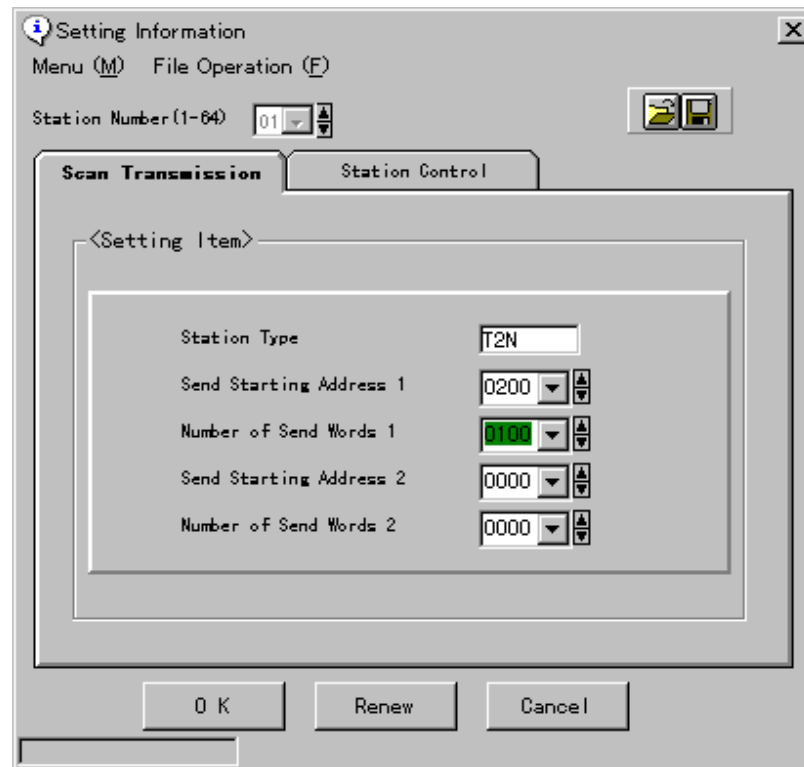 Setting Information
Menu (M) File Operation (F)
Station Number(1-64) 01
Scan Transmission Station Control
<Setting Item>
Station Type T2N
Send Starting Address 1 0200
Number of Send Words 1 0100
Send Starting Address 2 0000
Number of Send Words 2 0000
O K Renew Cancel